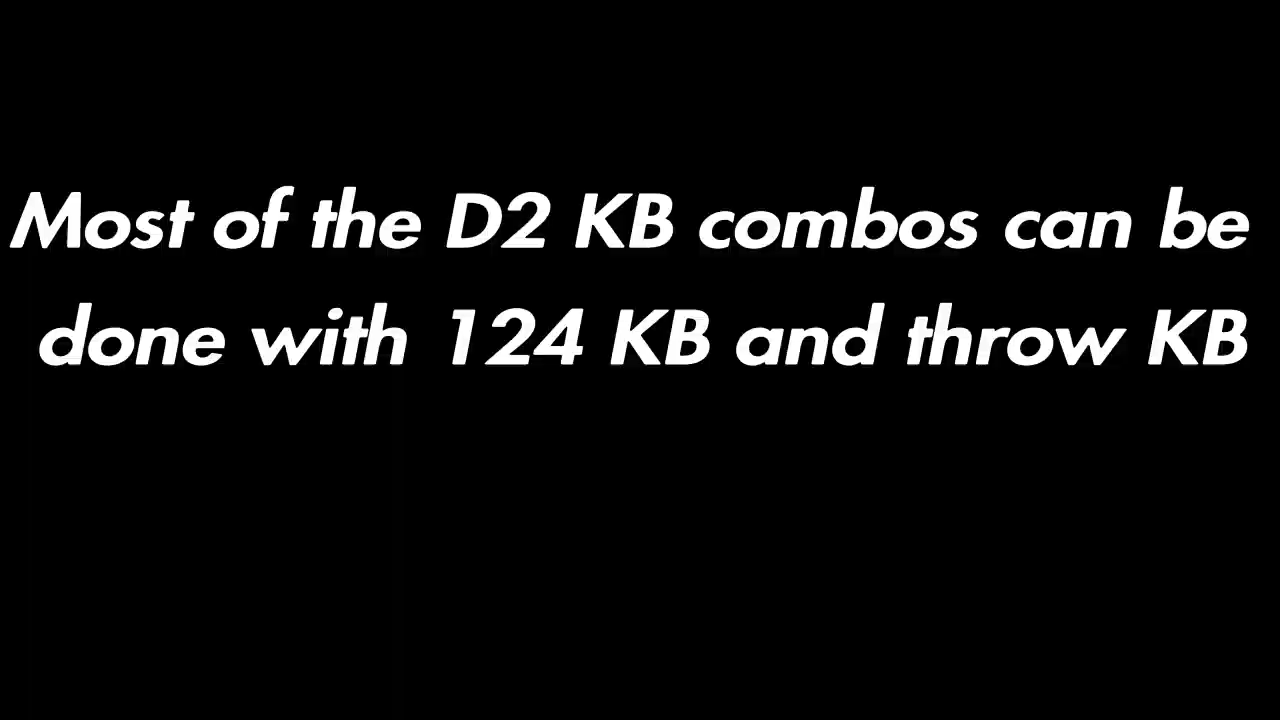 Most of the D2 KB combos can be
done with 124 KB and throw KB